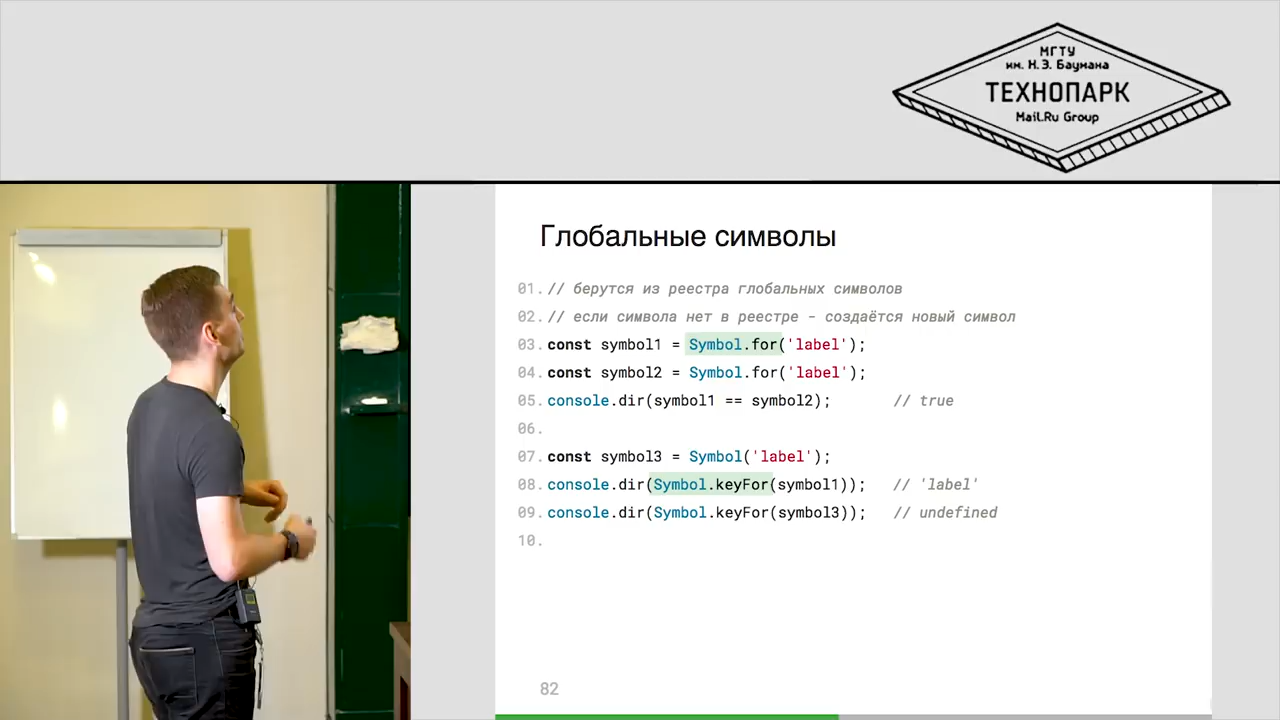 МГТУ
им. Н.Э. Баумана
ТЕХНОПАРК
Mail.Ru Group
Глобальные символы
01. // берутся из реестра глобальных символов
02. // если символа нет в реестре - создаётся новый символ
03. const symbol1 = Symbol.for('label');
04. const symbol2 = Symbol.for('label');
05. console.dir(symbol1 == symbol2); // true
06.
07. const symbol3 = Symbol('label');
08. console.dir(Symbol.keyFor(symbol1)); // 'label'
09. console.dir(Symbol.keyFor(symbol3)); // undefined
10.
82